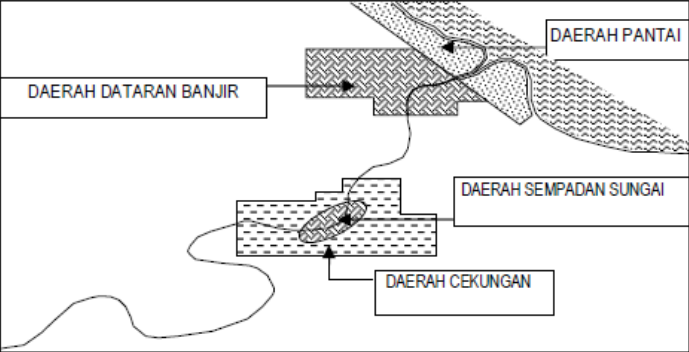 DAERAH PANTAI
DAERAH DATARAN BANJIR
DAERAH SEMPADAN SUNGAI
DAERAH CEKUNGAN